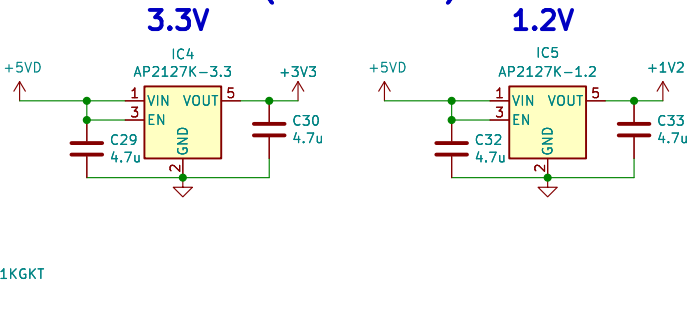 3.3V
1.2V
IC4
AP2127K-3.3
+5VD
+3V3
1
VIN
VOUT
5
3
EN
GND
2
C29
4.7u
C30
4.7u
IC5
AP2127K-1.2
+5VD
+1V2
1
VIN
VOUT
5
3
EN
GND
2
C32
4.7u
C33
4.7u
1KGKT